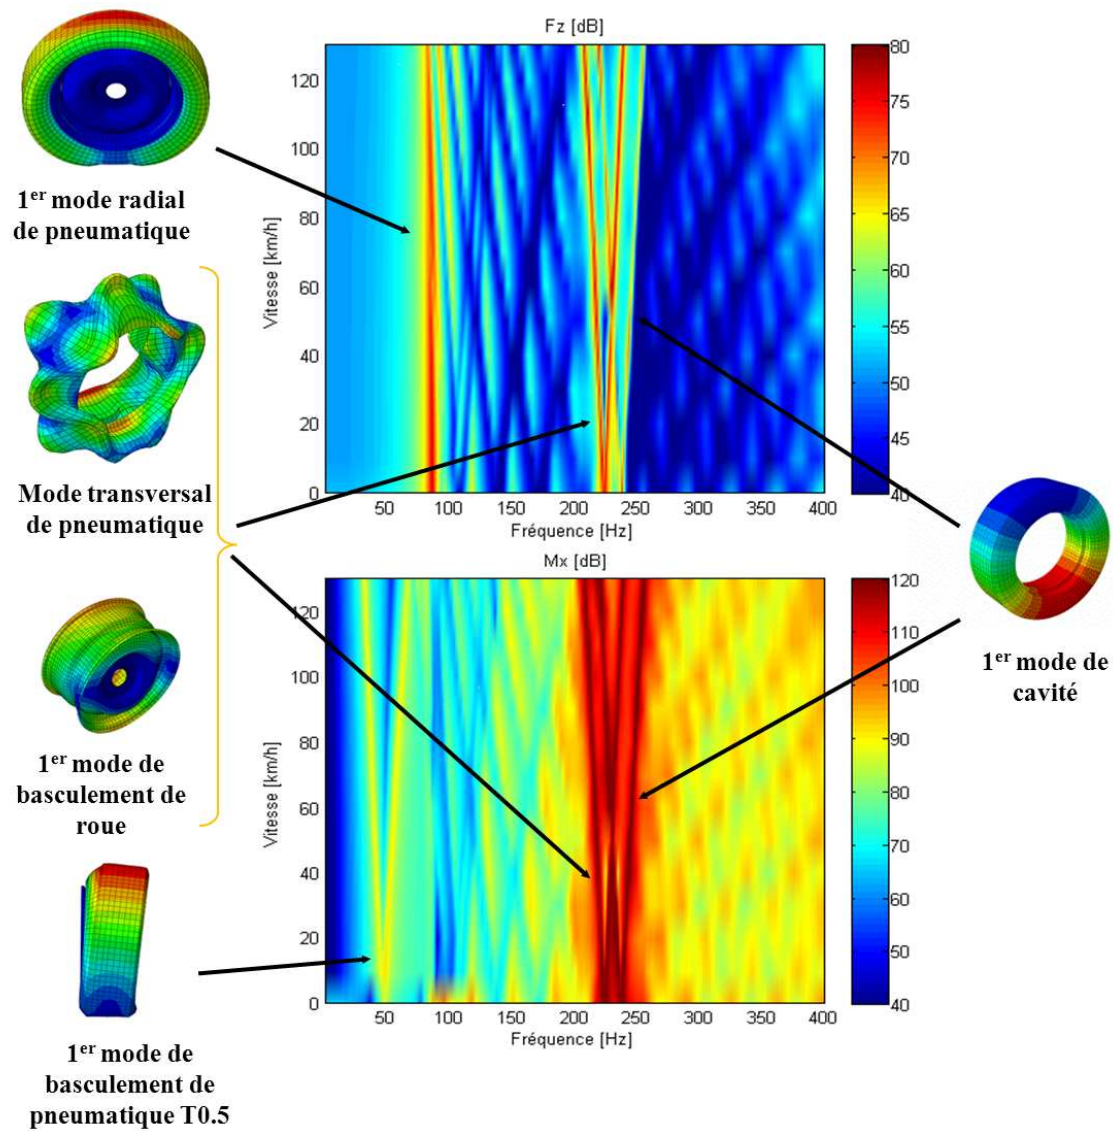 Fz [dB]
1er mode radial
de pneumatique
Mode transversal
de pneumatique
1er mode de
basculement de
roue
1er mode de
basculement de
pneumatique T0.5
Vitesse [km/h]
120
100
80
60
40
20
0
50 100 150 200 250 300 350 400
Fréquence [Hz]
80
75
70
65
60
55
50
45
40
Mx [dB]
Vitesse [km/h]
120
100
80
60
40
20
0
50 100 150 200 250 300 350 400
Fréquence [Hz]
120
110
100
90
80
70
60
50
40
1er mode de
cavité